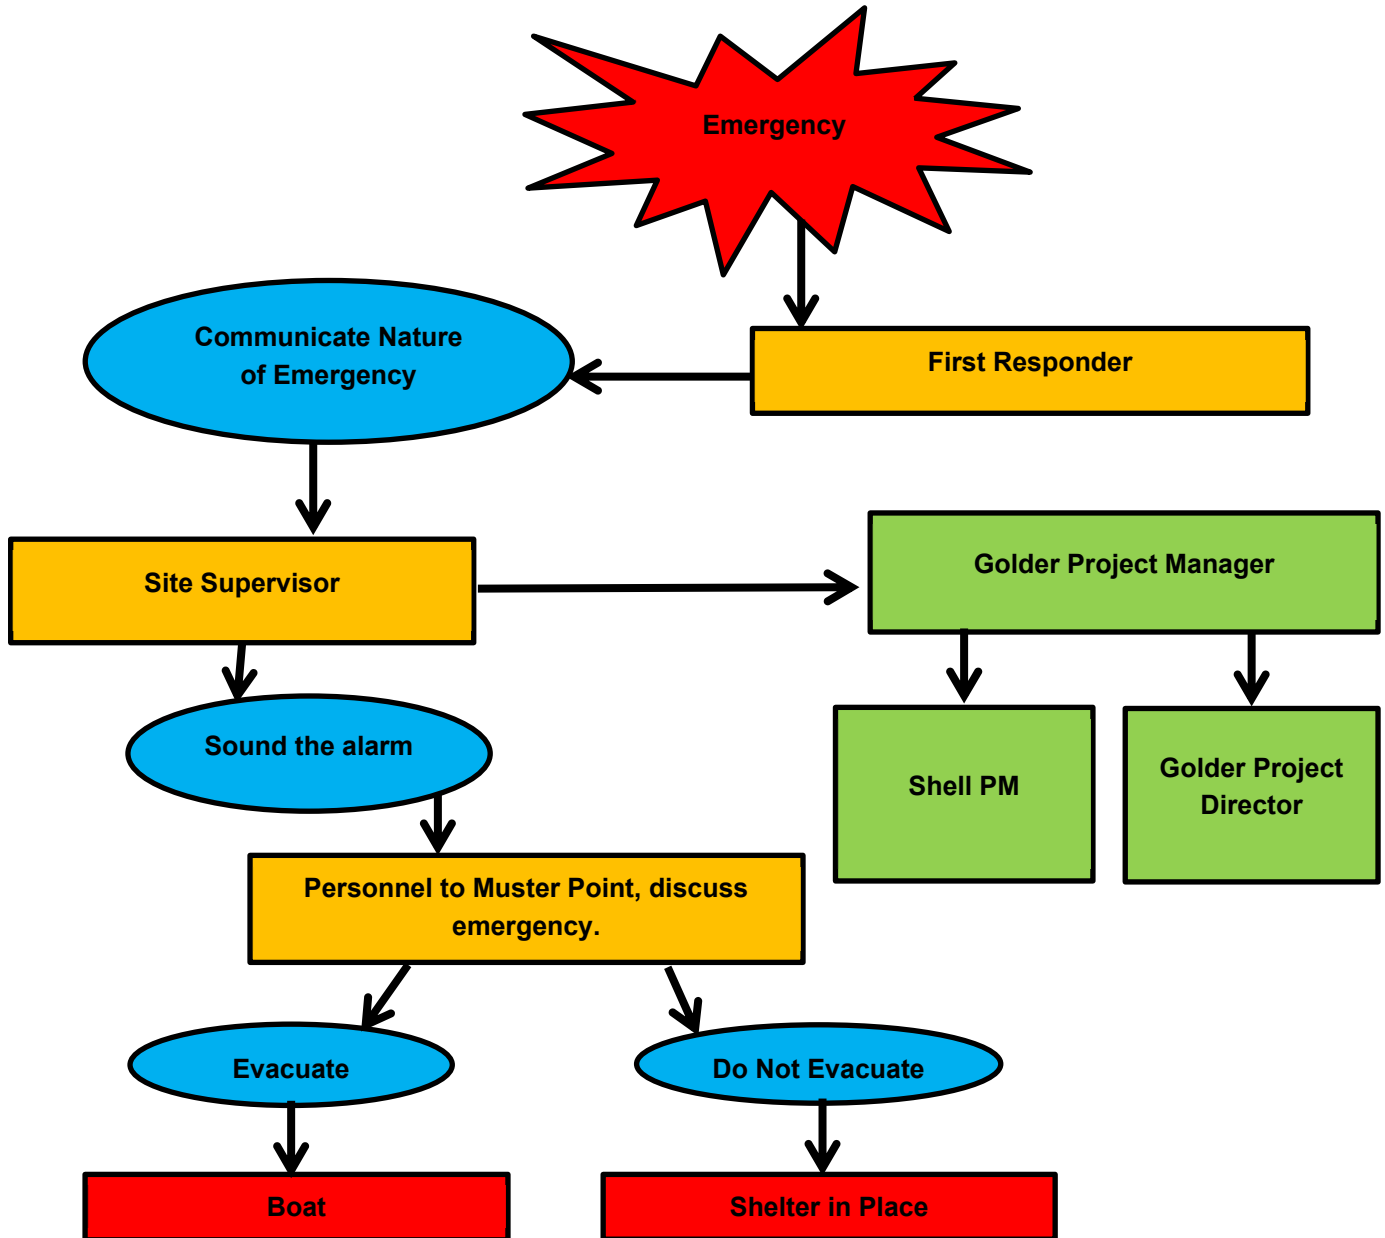 Emergency
Communicate Nature
of Emergency
First Responder
Site Supervisor
Golder Project Manager
Sound the alarm
Shell PM
Golder Project
Director
Personnel to Muster Point, discuss
emergency.
Evacuate
Do Not Evacuate
Boat
Shelter in Place